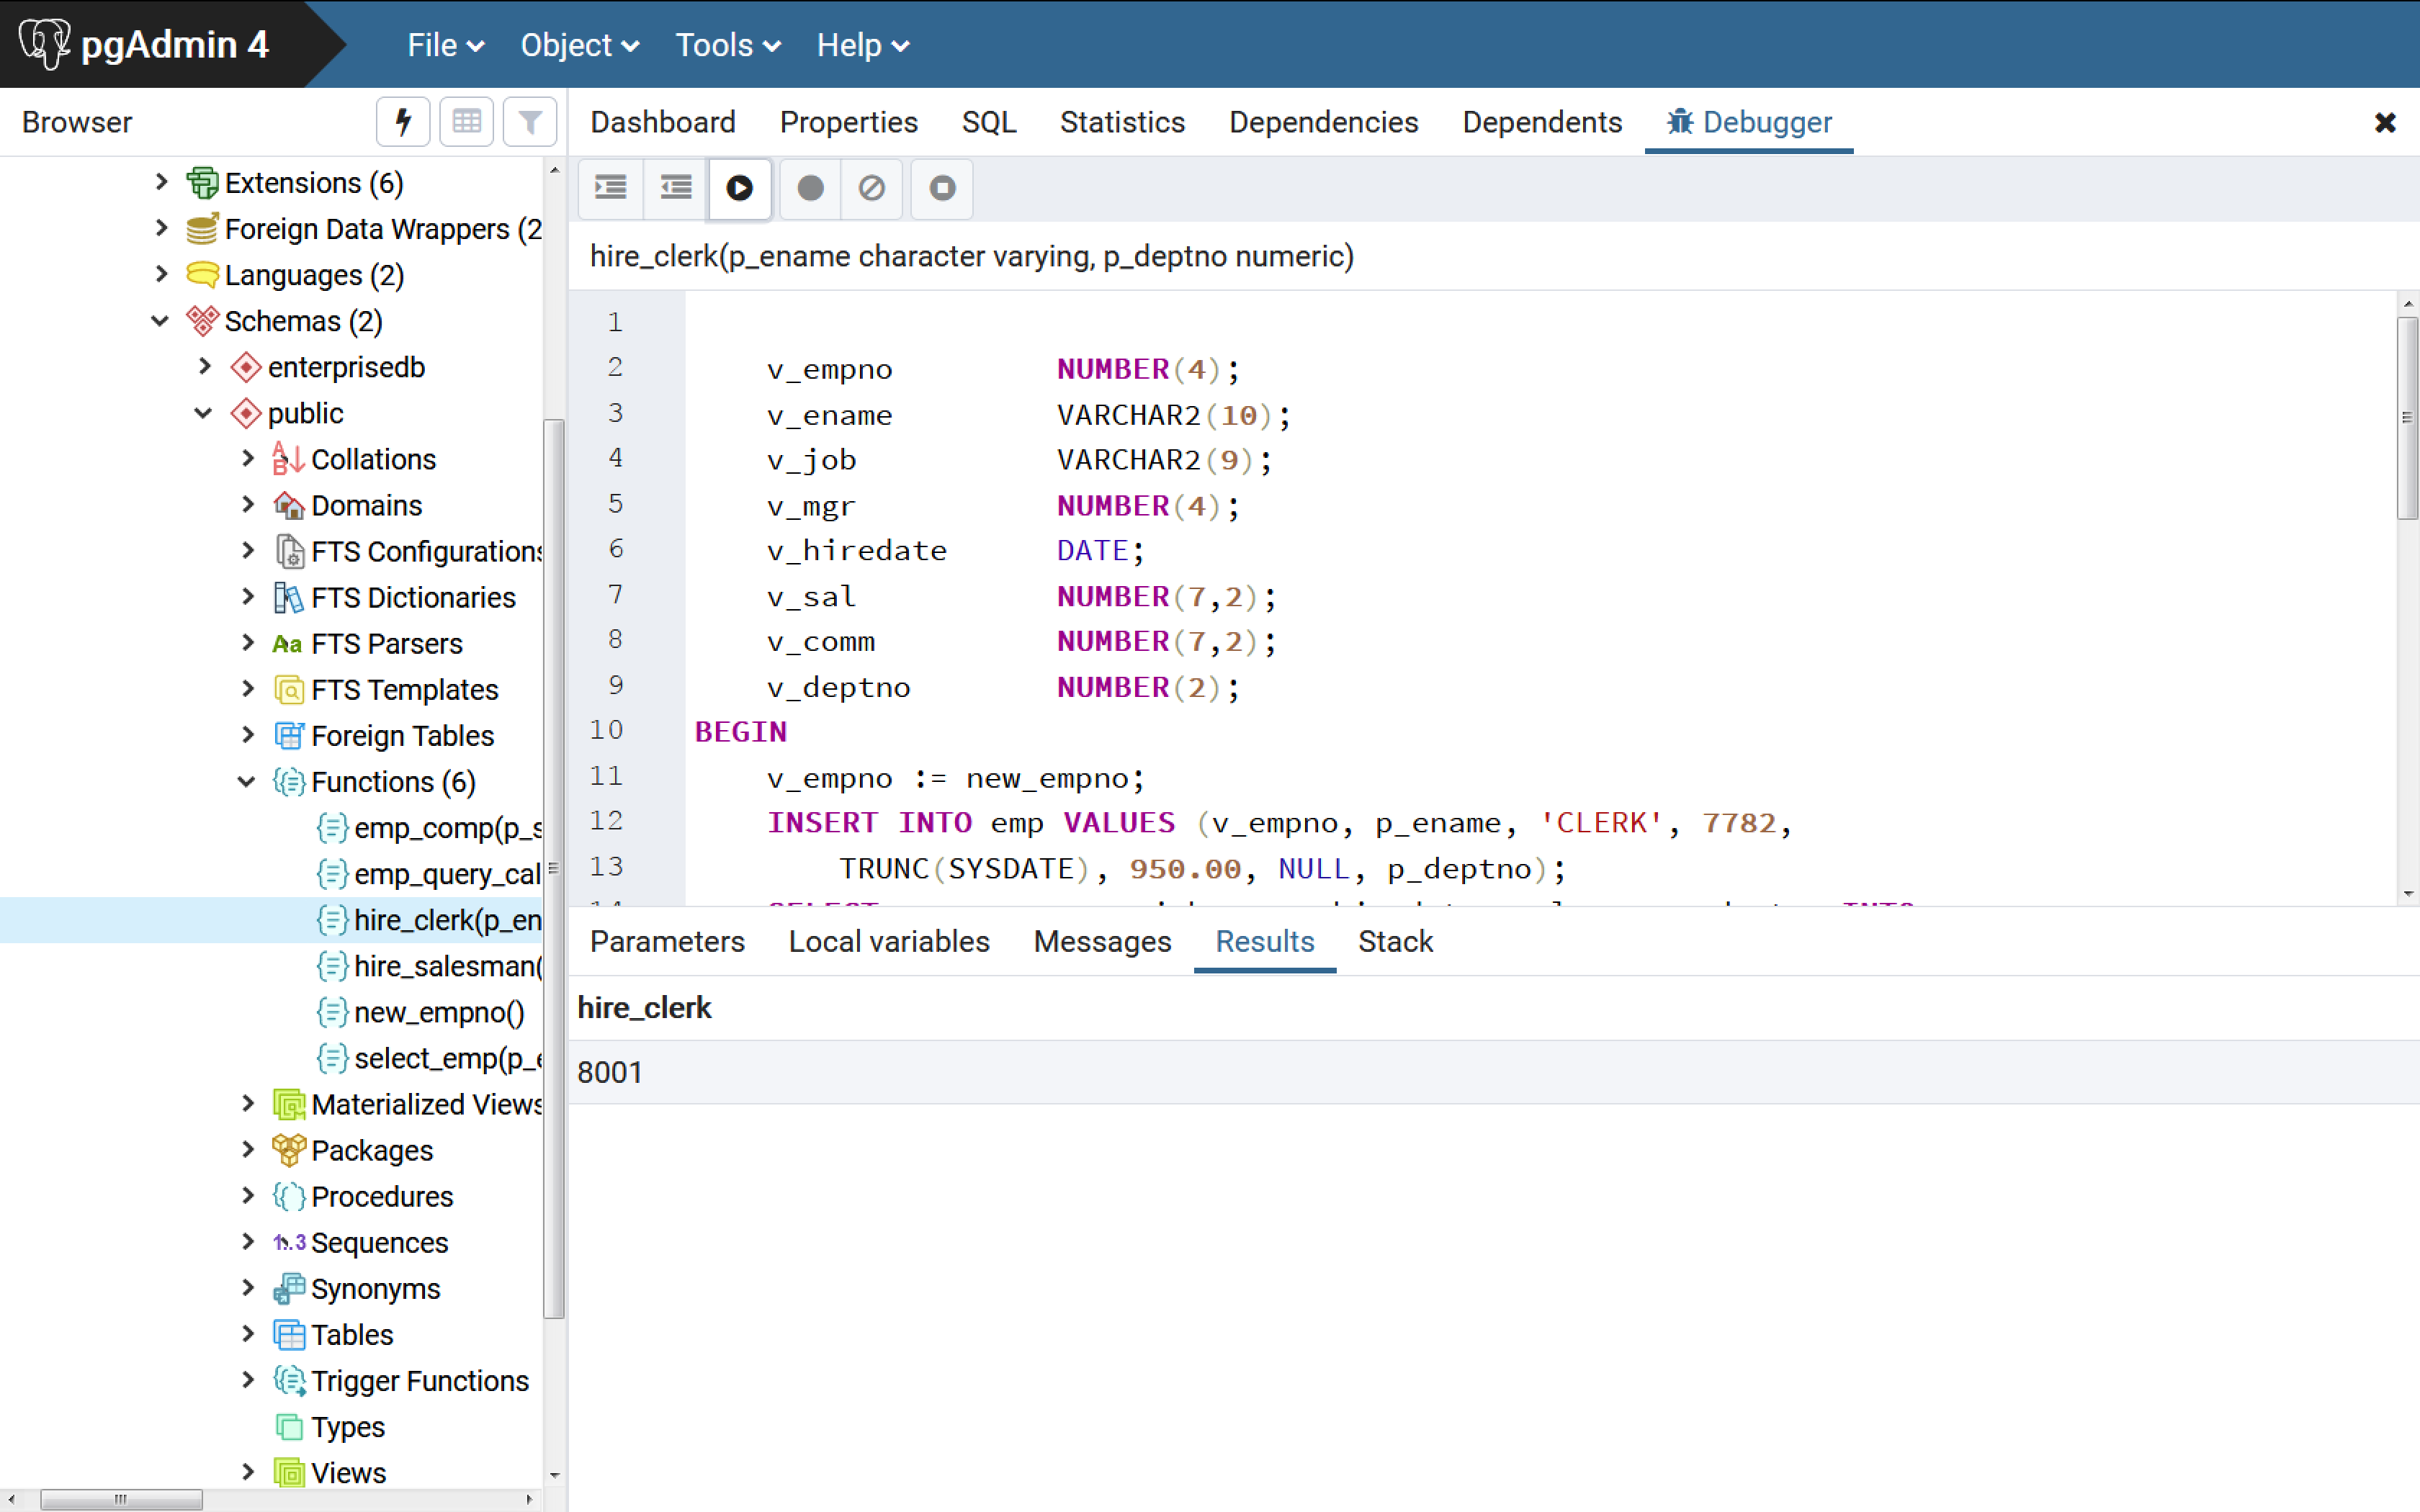 pgAdmin 4
File Object Tools Help
Browser
Dashboard Properties SQL Statistics Dependencies Dependents Debugger
Extensions (6)
Foreign Data Wrappers (2
Languages (2)
Schemas (2)
enterprisedb
public
Collations
Domains
FTS Configurations
FTS Dictionaries
Aa FTS Parsers
FTS Templates
Foreign Tables
Functions (6)
emp_comp(p_s
emp_query_cal
hire_clerk(p_en
hire_salesman(
new_empno()
select_emp(p_e
Materialized Views
Packages
Procedures
1..3 Sequences
Synonyms
Tables
Trigger Functions
Types
Views
hire_clerk(p_ename character varying, p_deptno numeric)
1
2 v_empno NUMBER(4);
3 v_ename VARCHAR2(10);
4 v_job VARCHAR2(9);
5 v_mgr NUMBER(4);
6 v_hiredate DATE;
7 v_sal NUMBER(7,2);
8 v_comm NUMBER(7,2);
9 v_deptno NUMBER(2);
10 BEGIN
11 v_empno := new_empno;
12 INSERT INTO emp VALUES (v_empno, p_ename, 'CLERK', 7782,
13 TRUNC(SYSDATE), 950.00, NULL, p_deptno);
Parameters Local variables Messages Results Stack
hire_clerk
8001